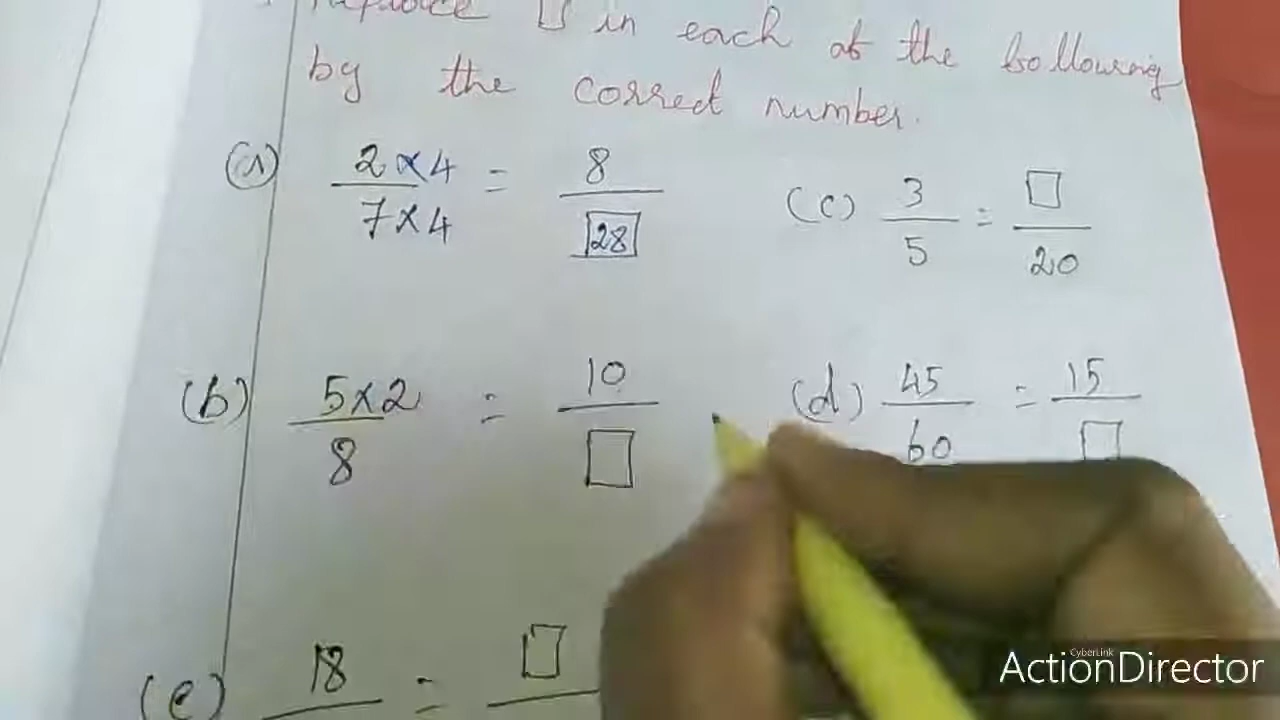 in each of the following
by the correct number.
(a) 2×4 / 7×4 = 8 / 28
(c) 3 / 5 = □ / 20
(b) 5×2 / 8 = 10 / □
(d) 45 / 60 = 15 / □
(e) 18 = □
CyberLink
ActionDirector